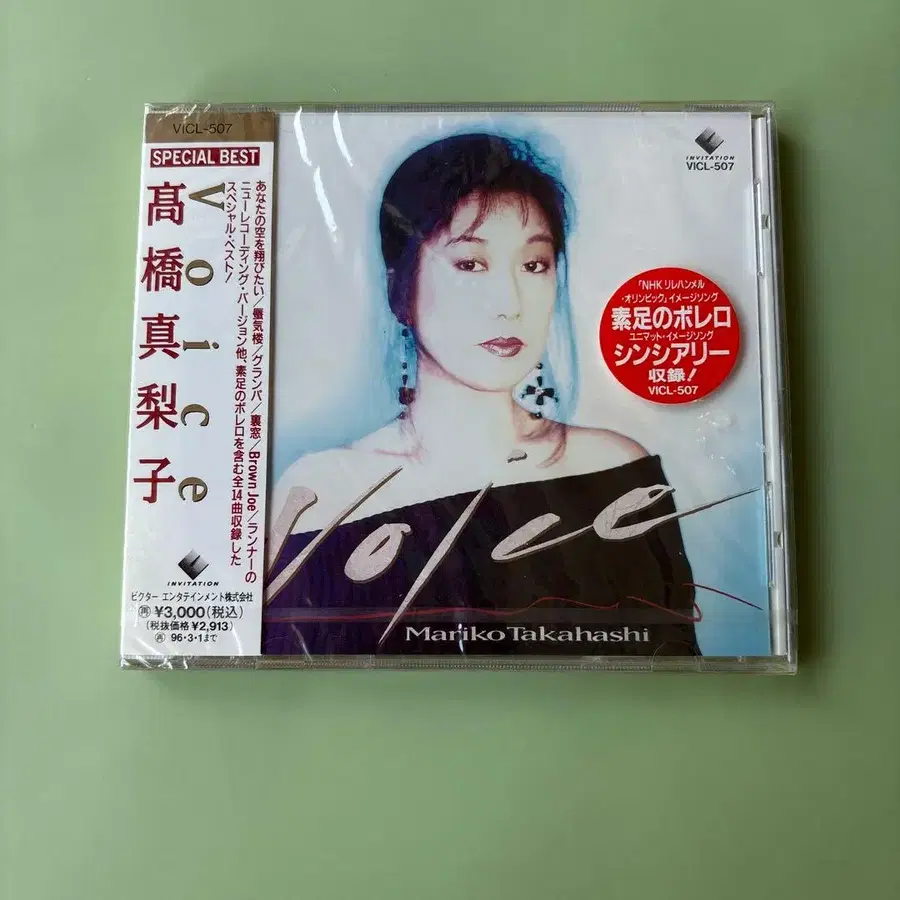 VICL-507
SPECIAL BEST
Voice
髙橋真梨子
あなたの空を翔びたい/蜃気楼/グランパ/裏窓/Brown Joe/ランナーの
ニューレコーディング・バージョン他、素足のボレロを含む全14曲収録した
スペシャル・ベスト!
INVITATION
ビクター エンタテインメント株式会社
再 ¥3,000(税込)
(税抜価格 ¥2,913)
再 96・3・1まで
INVITATION
VICL-507
「NHK リレハンメル
・オリンピック」イメージソング
素足のボレロ
ユニマット・イメージソング
シンシアリー
収録!
VICL-507
Voice
Mariko Takahashi